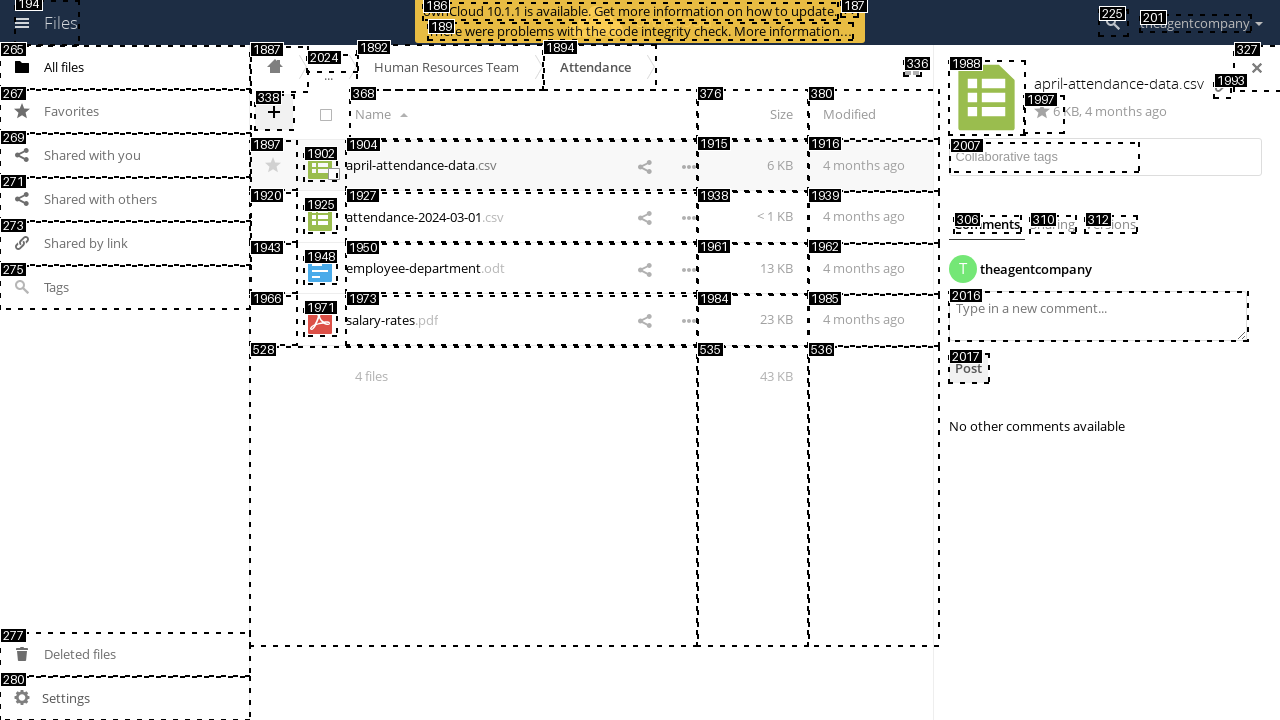 194
Files
186
ownCloud 10.1.1 is available. Get more information on how to update.
187
189
There were problems with the code integrity check. More information…
225
201
theagentcompany
265
All files
267
Favorites
269
Shared with you
271
Shared with others
273
Shared by link
275
Tags
277
Deleted files
280
Settings
1887
2024
...
1892
Human Resources Team
1894
Attendance
336
338
+
368
Name
376
Size
380
Modified
1897
1902
1904
april-attendance-data.csv
1915
6 KB
1916
4 months ago
1920
1925
1927
attendance-2024-03-01.csv
1938
< 1 KB
1939
4 months ago
1943
1948
1950
employee-department.odt
1961
13 KB
1962
4 months ago
1966
1971
1973
salary-rates.pdf
1984
23 KB
1985
4 months ago
528
4 files
535
43 KB
536
327
1988
april-attendance-data.csv
1993
1997
6 KB, 4 months ago
2007
Collaborative tags
306
Comments
310
Sharing
312
Versions
T
theagentcompany
2016
Type in a new comment...
2017
Post
No other comments available